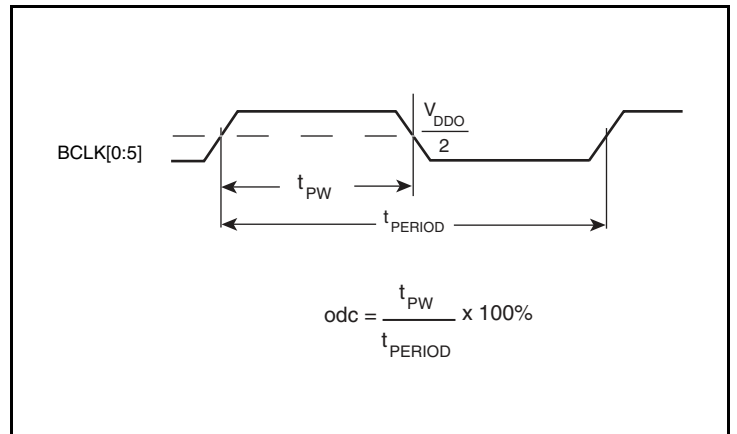 V DDO
2
BCLK[0:5]
t PW
t PERIOD
odc = t PW / t PERIOD x 100%